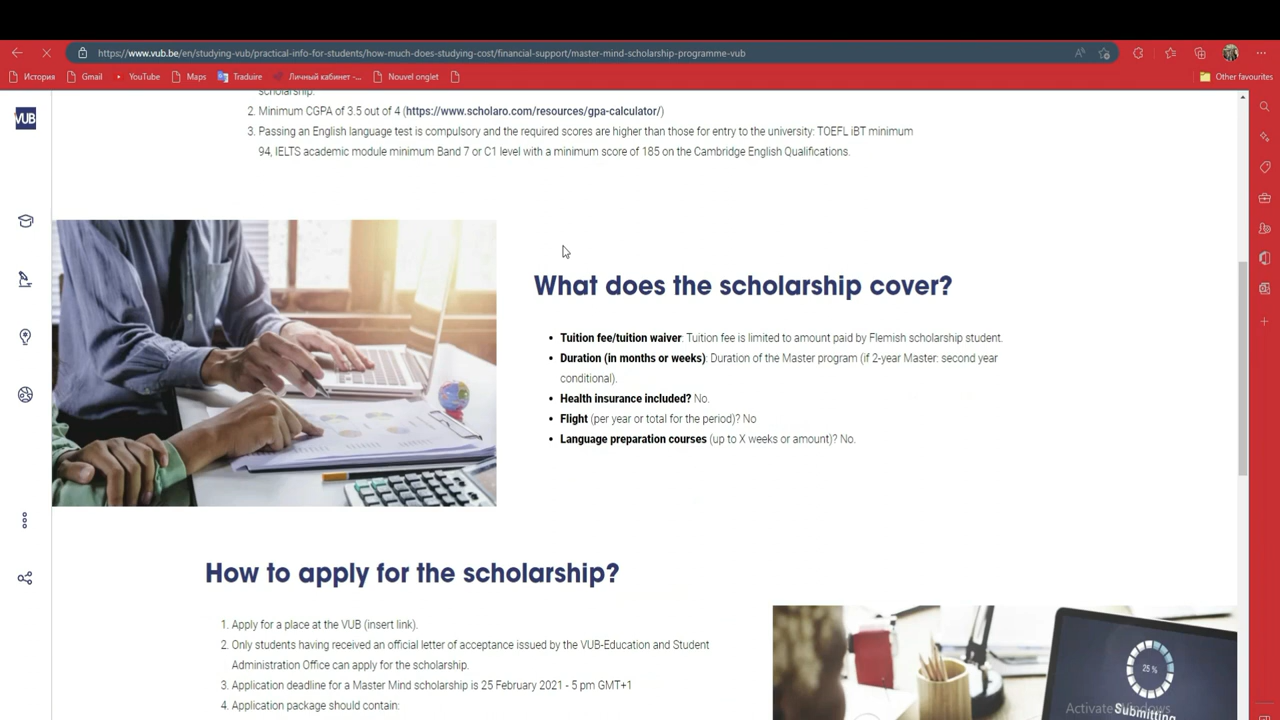 https://www.vub.be/en/studying-vub/practical-info-for-students/how-much-does-studying-cost/financial-support/master-mind-scholarship-programme-vub
История Gmail YouTube Maps Traduire Личный кабинет -... Nouvel onglet Other favourites
VUB
scholarship.
2. Minimum CGPA of 3.5 out of 4 (https://www.scholaro.com/resources/gpa-calculator/)
3. Passing an English language test is compulsory and the required scores are higher than those for entry to the university: TOEFL iBT minimum
94, IELTS academic module minimum Band 7 or C1 level with a minimum score of 185 on the Cambridge English Qualifications.
What does the scholarship cover?
• Tuition fee/tuition waiver: Tuition fee is limited to amount paid by Flemish scholarship student.
• Duration (in months or weeks): Duration of the Master program (if 2-year Master: second year
conditional).
• Health insurance included? No.
• Flight (per year or total for the period)? No
• Language preparation courses (up to X weeks or amount)? No.
How to apply for the scholarship?
1. Apply for a place at the VUB (insert link).
2. Only students having received an official letter of acceptance issued by the VUB-Education and Student
Administration Office can apply for the scholarship.
3. Application deadline for a Master Mind scholarship is 25 February 2021 - 5 pm GMT+1
4. Application package should contain:
25 %
Submitting
Activate Windows